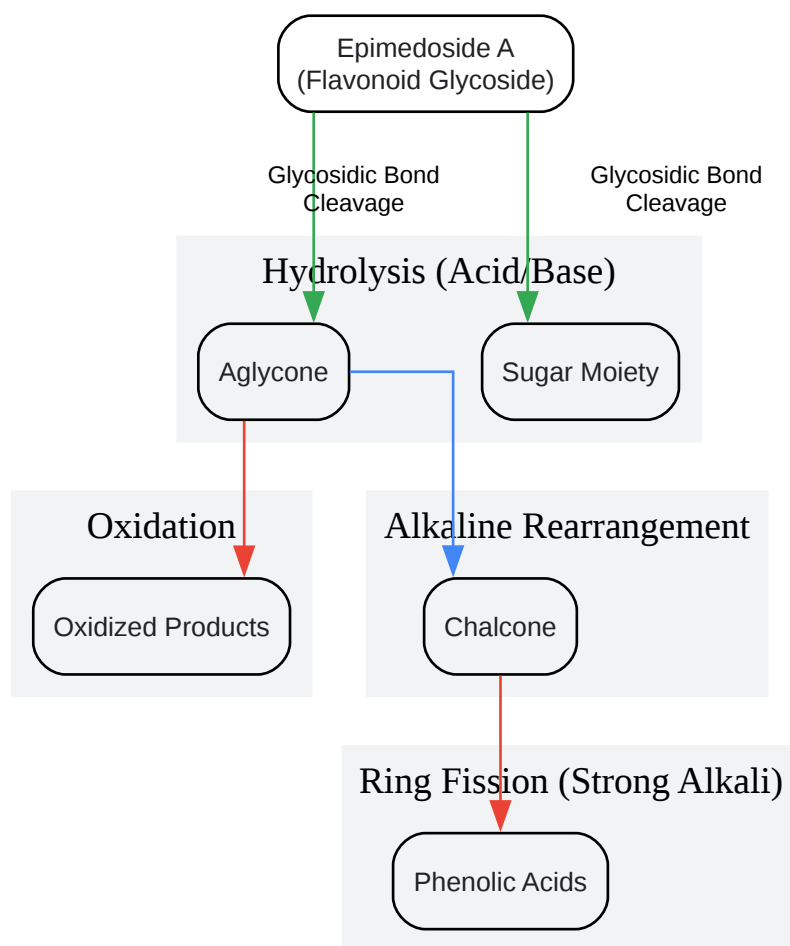 Epimedoside A
(Flavonoid Glycoside)
Glycosidic Bond
Cleavage
Glycosidic Bond
Cleavage
Hydrolysis (Acid/Base)
Aglycone
Sugar Moiety
Oxidation
Alkaline Rearrangement
Oxidized Products
Chalcone
Ring Fission (Strong Alkali)
Phenolic Acids